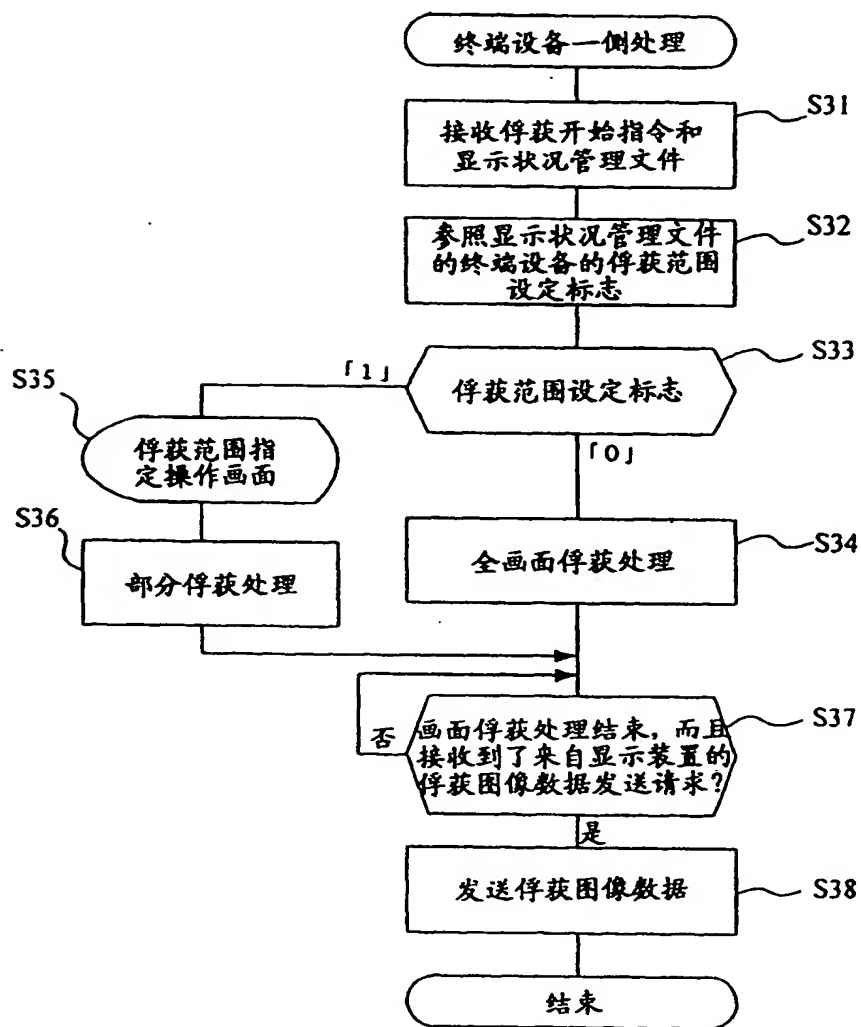 终端设备一侧处理
接收俘获开始指令和
显示状况管理文件
S31
参照显示状况管理文件
的终端设备的俘获范围
设定标志
S32
俘获范围设定标志
S33
「1」
「0」
S35
俘获范围指
定操作画面
S36
部分俘获处理
全画面俘获处理
S34
画面俘获处理结束，而且
接收到了来自显示装置的
俘获图像数据发送请求？
S37
否
是
发送俘获图像数据
S38
结束